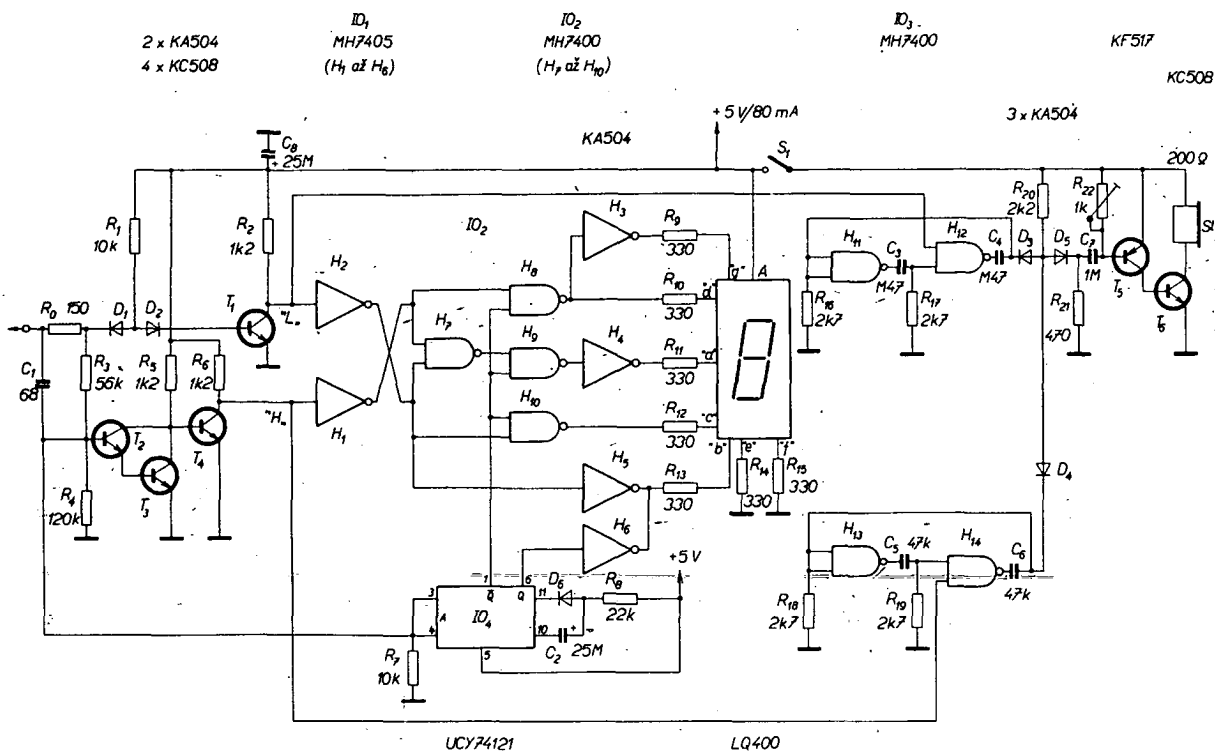 IO₁ IO₂ IO₃
2 x KA504 MH7405 MH7400 MH7400 KF517
4 x KC508 (H₁ až H₆) (H₇ až H₁₀) KC508
+5 V/80 mA 3 x KA504
C₈ KA504 S₁ 200 Ω
+ 25M
R₁ 10k
R₂ 1k2
IO₂
H₃
R₉ 330
R₂₀ 2k2
R₂₂ 1k
Sl
H₂
H₈
R₁₀ 330
"g" A
"d"
H₁₁ C₃ M47
H₁₂ C₄ M47
D₃ D₅ C₇ 1M
T₅
T₆
R₀ 150 D₁ D₂ T₁
"L"
H₇
H₉ H₄
R₁₁ 330
"a"
R₁₆ 2k7
R₁₇ 2k7
R₂₁ 470
C₁ 68
R₃ 56k
R₅ 1k2
R₆ 1k2
T₂ T₃ T₄
"H"
H₁
H₁₀
R₁₂ 330
"c"
"b" "e" "f"
R₄ 120k
H₅
R₁₃ 330
R₁₄ 330
R₁₅ 330
D₄
H₆
+5 V
H₁₃ C₅ 47k
H₁₄ C₆ 47k
1 Q̅ 6 Q
3 A 4 IO₄ 11 10 5
D₆ R₈ 22k
C₂ + 25M
R₁₈ 2k7
R₁₉ 2k7
R₇ 10k
UCY74121 LQ400